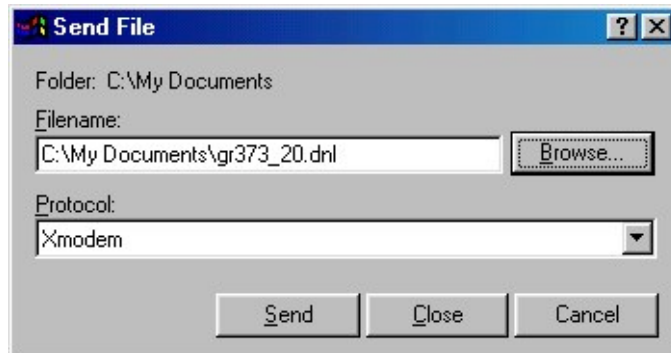 Send File
Folder: C:\My Documents
Filename:
C:\My Documents\gr373_20.dnl
Browse...
Protocol:
Xmodem
Send Close Cancel